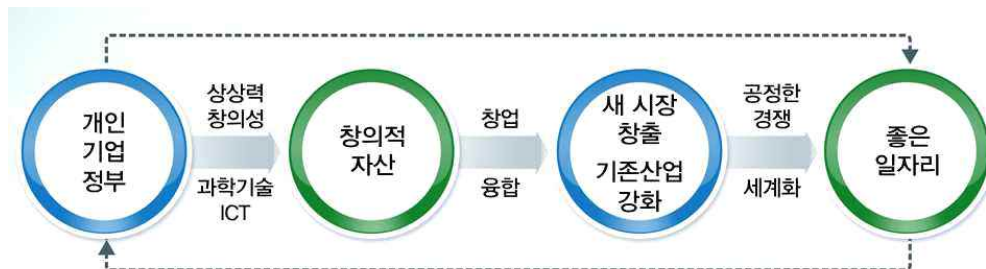 개인
기업
정부
상상력
창의성
과학기술
ICT
창의적
자산
창업
융합
새 시장
창출
기존산업
강화
공정한
경쟁
세계화
좋은
일자리